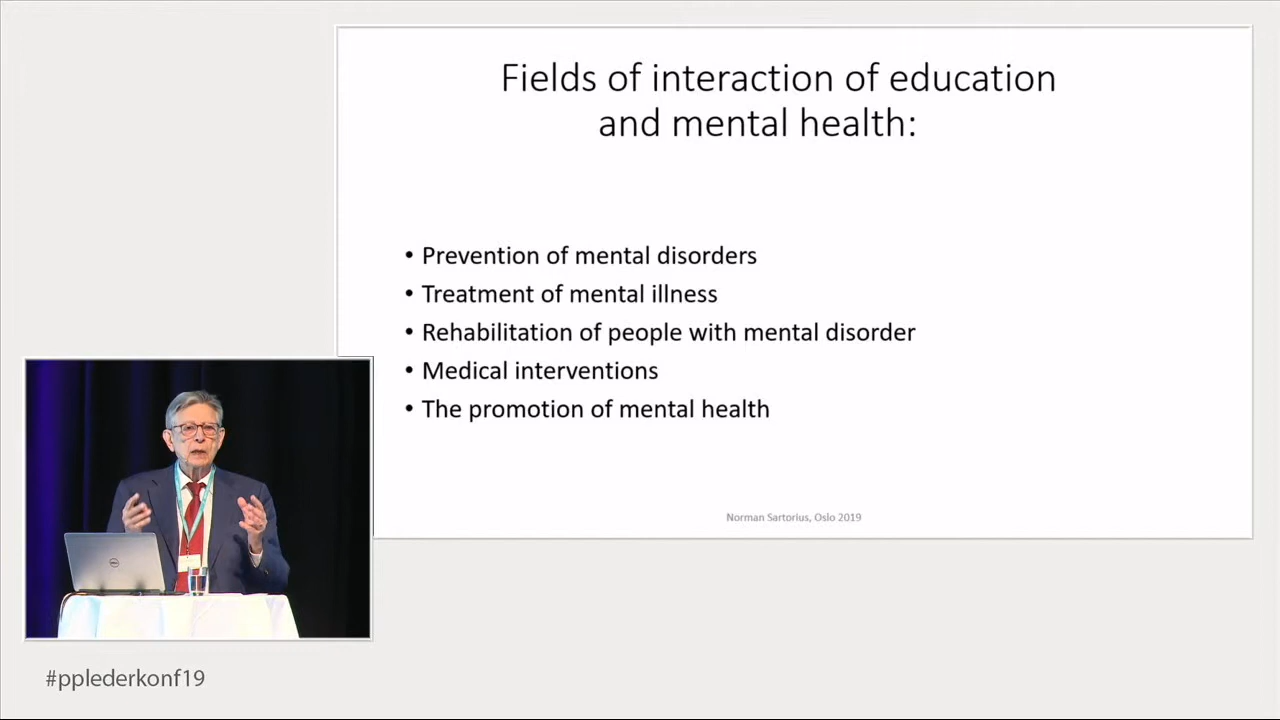 Fields of interaction of education
and mental health:
• Prevention of mental disorders
• Treatment of mental illness
• Rehabilitation of people with mental disorder
• Medical interventions
• The promotion of mental health
Norman Sartorius, Oslo 2019
DELL
#pplederkonf19